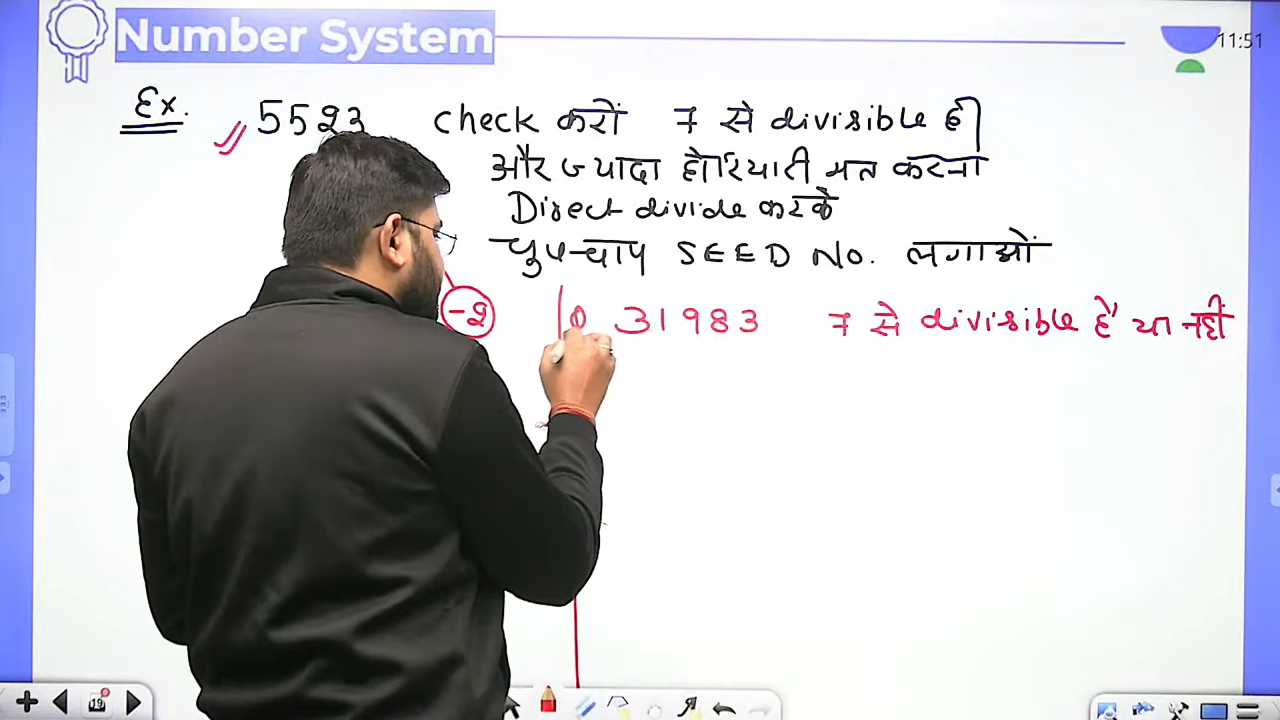 Number System
11:51
Ex. 5523 check करों 7 से divisible है
और ज्यादा होशियारी मत करना
Direct divide करके
चुप-चाप SEED No. लगाओं
-2
31983 7 से divisible है या नहीं
19